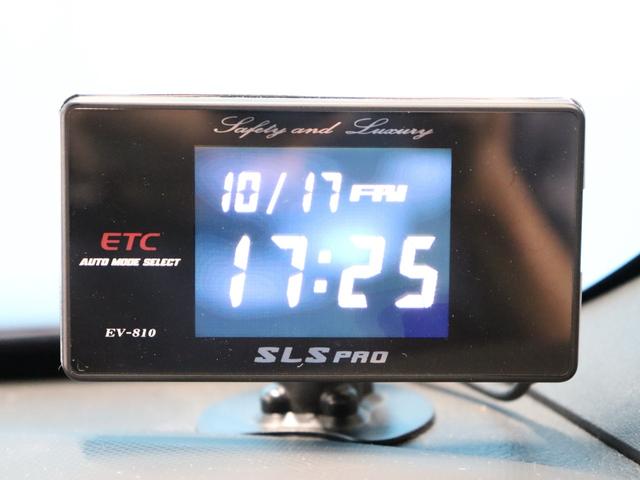 Safety and Luxury
10/17 FRI
ETC
AUTO MODE SELECT
17:25
EV-810
SLS PRO